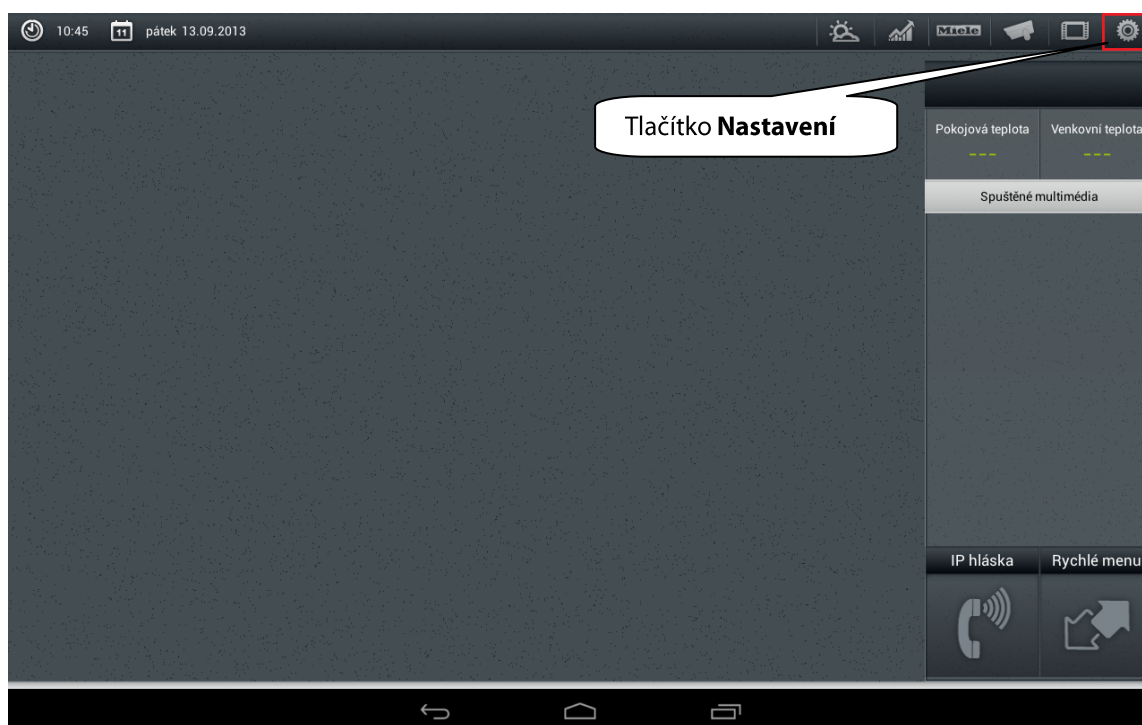 10:45 11 pátek 13.09.2013 Miele
Tlačítko Nastavení
Pokojová teplota Venkovní teplota
--- ---
Spuštěné multimédia
IP hláska Rychlé menu